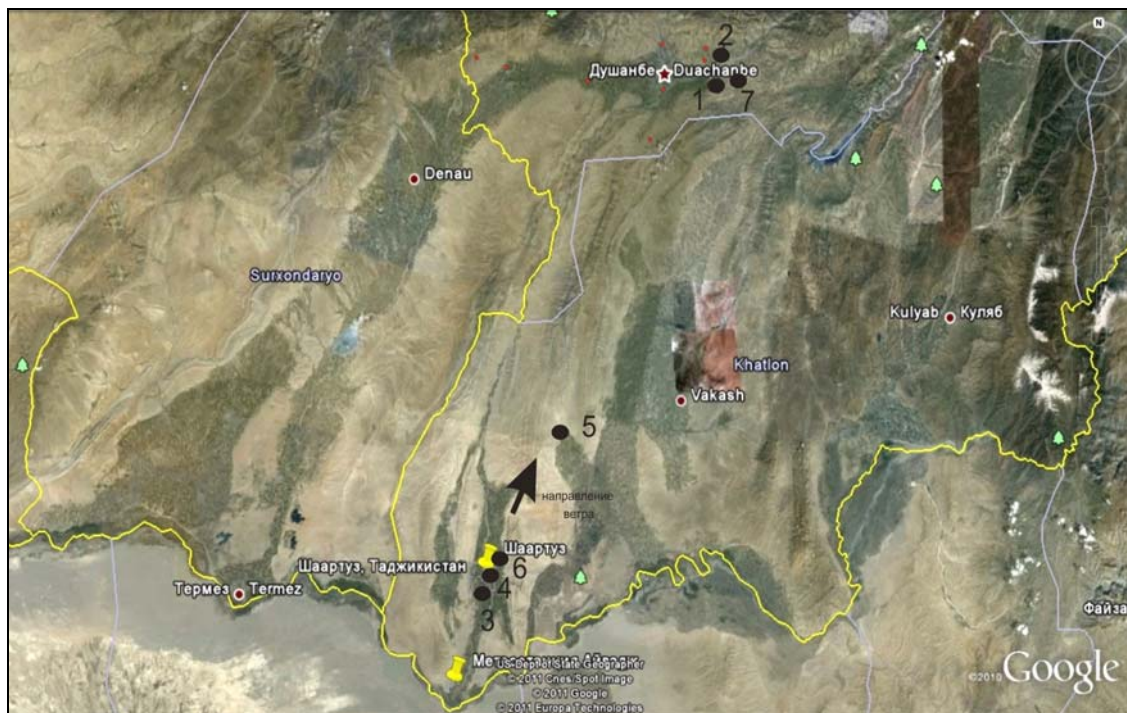 N
2
Душанбе Duachanbe
1
7
Denau
Surxondaryo
Kulyab Куляб
Khatlon
Vakash
5
направление
ветра
Шаартуз
Шаартуз, Таджикистан
6
4
Термез Termez
3
Файза
US Dept of State Geographer
© 2011 Cnes/Spot Image
© 2011 Google
© 2011 Europa Technologies
©2010 Google